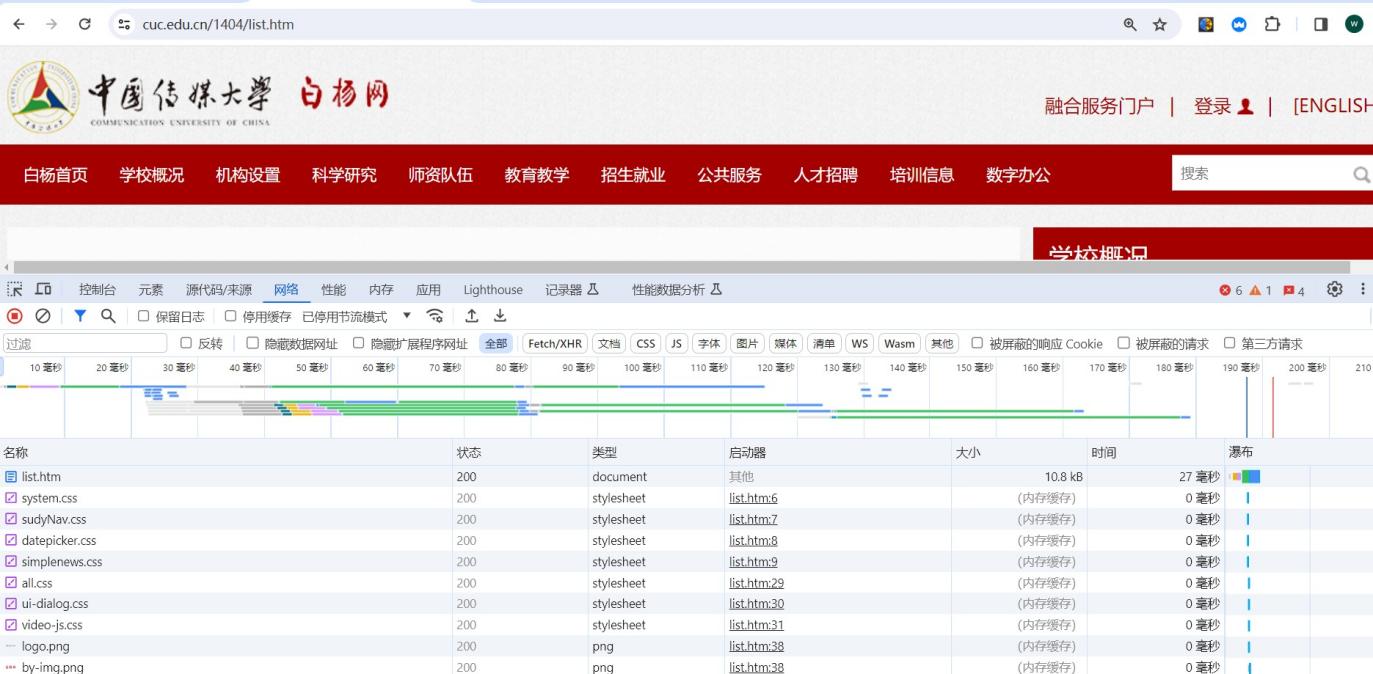 cuc.edu.cn/1404/list.htm
W
中国传媒大学 白杨网
COMMUNICATION UNIVERSITY OF CHINA
融合服务门户 | 登录 | [ENGLISH
白杨首页 学校概况 机构设置 科学研究 师资队伍 教育教学 招生就业 公共服务 人才招聘 培训信息 数字办公 搜索
学校概况
控制台 元素 源代码/来源 网络 性能 内存 应用 Lighthouse 记录器 性能数据分析 6 1 4
保留日志 停用缓存 已停用节流模式
过滤 反转 隐藏数据网址 隐藏扩展程序网址 全部 Fetch/XHR 文档 CSS JS 字体 图片 媒体 清单 WS Wasm 其他 被屏蔽的响应 Cookie 被屏蔽的请求 第三方请求
10 毫秒 20 毫秒 30 毫秒 40 毫秒 50 毫秒 60 毫秒 70 毫秒 80 毫秒 90 毫秒 100 毫秒 110 毫秒 120 毫秒 130 毫秒 140 毫秒 150 毫秒 160 毫秒 170 毫秒 180 毫秒 190 毫秒 200 毫秒 210
名称 状态 类型 启动器 大小 时间 瀑布
list.htm 200 document 其他 10.8 kB 27 毫秒
system.css 200 stylesheet list.htm:6 (内存缓存) 0 毫秒
sudyNav.css 200 stylesheet list.htm:7 (内存缓存) 0 毫秒
datepicker.css 200 stylesheet list.htm:8 (内存缓存) 0 毫秒
simplenews.css 200 stylesheet list.htm:9 (内存缓存) 0 毫秒
all.css 200 stylesheet list.htm:29 (内存缓存) 0 毫秒
ui-dialog.css 200 stylesheet list.htm:30 (内存缓存) 0 毫秒
video-js.css 200 stylesheet list.htm:31 (内存缓存) 0 毫秒
logo.png 200 png list.htm:38 (内存缓存) 0 毫秒
by-img.png 200 png list.htm:38 (内存缓存) 0 毫秒